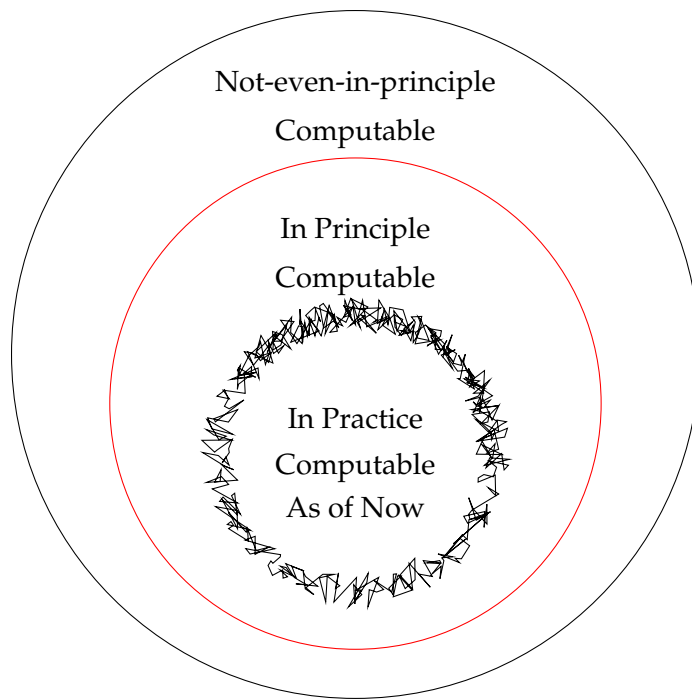 Not-even-in-principle
Computable
In Principle
Computable
In Practice
Computable
As of Now